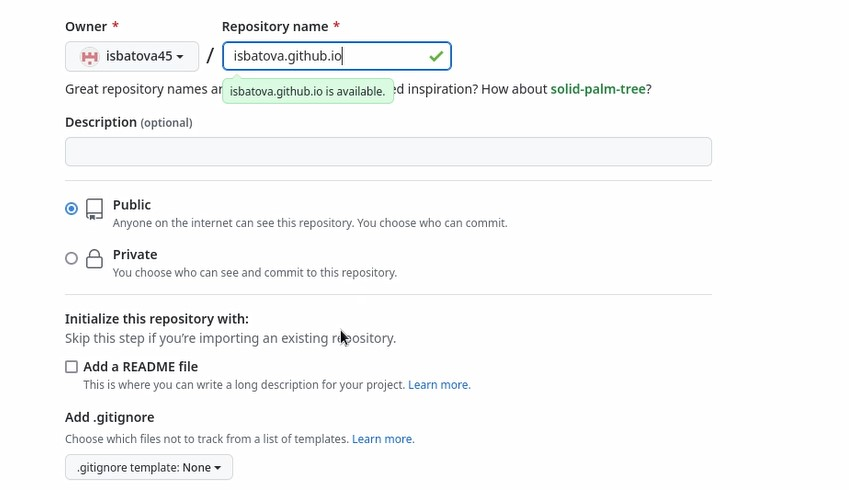 Owner * Repository name *
isbatova45 / isbatova.github.io
isbatova.github.io is available.
Great repository names ed inspiration? How about solid-palm-tree?
Description (optional)
Public
Anyone on the internet can see this repository. You choose who can commit.
Private
You choose who can see and commit to this repository.
Initialize this repository with:
Skip this step if you're importing an existing repository.
Add a README file
This is where you can write a long description for your project. Learn more.
Add .gitignore
Choose which files not to track from a list of templates. Learn more.
.gitignore template: None